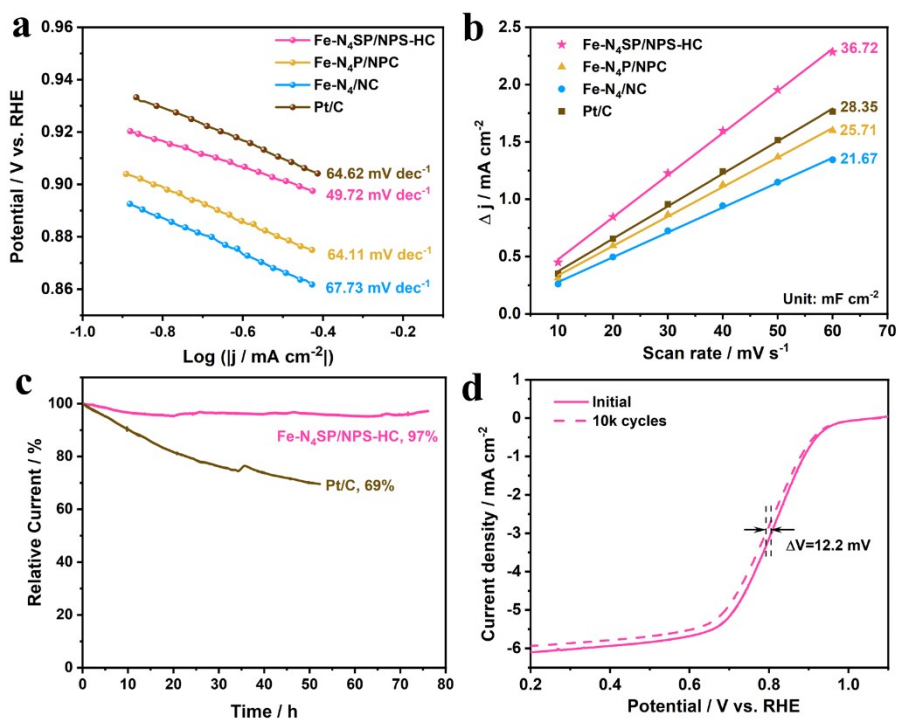 a
0.96
0.94
0.92
0.90
0.88
0.86
Potential / V vs. RHE
-1.0
-0.8
-0.6
-0.4
-0.2
Log (|j / mA cm⁻²|)
Fe-N₄SP/NPS-HC
Fe-N₄P/NPC
Fe-N₄/NC
Pt/C
64.62 mV dec⁻¹
49.72 mV dec⁻¹
64.11 mV dec⁻¹
67.73 mV dec⁻¹
b
2.5
2.0
1.5
1.0
0.5
0.0
Δ j / mA cm⁻²
10
20
30
40
50
60
70
Scan rate / mV s⁻¹
Fe-N₄SP/NPS-HC
Fe-N₄P/NPC
Fe-N₄/NC
Pt/C
36.72
28.35
25.71
21.67
Unit: mF cm⁻²
c
100
80
60
40
20
0
Relative Current / %
0
10
20
30
40
50
60
70
80
Time / h
Fe-N₄SP/NPS-HC, 97%
Pt/C, 69%
d
1
0
-1
-2
-3
-4
-5
-6
Current density / mA cm⁻²
0.2
0.4
0.6
0.8
1.0
Potential / V vs. RHE
Initial
10k cycles
ΔV=12.2 mV